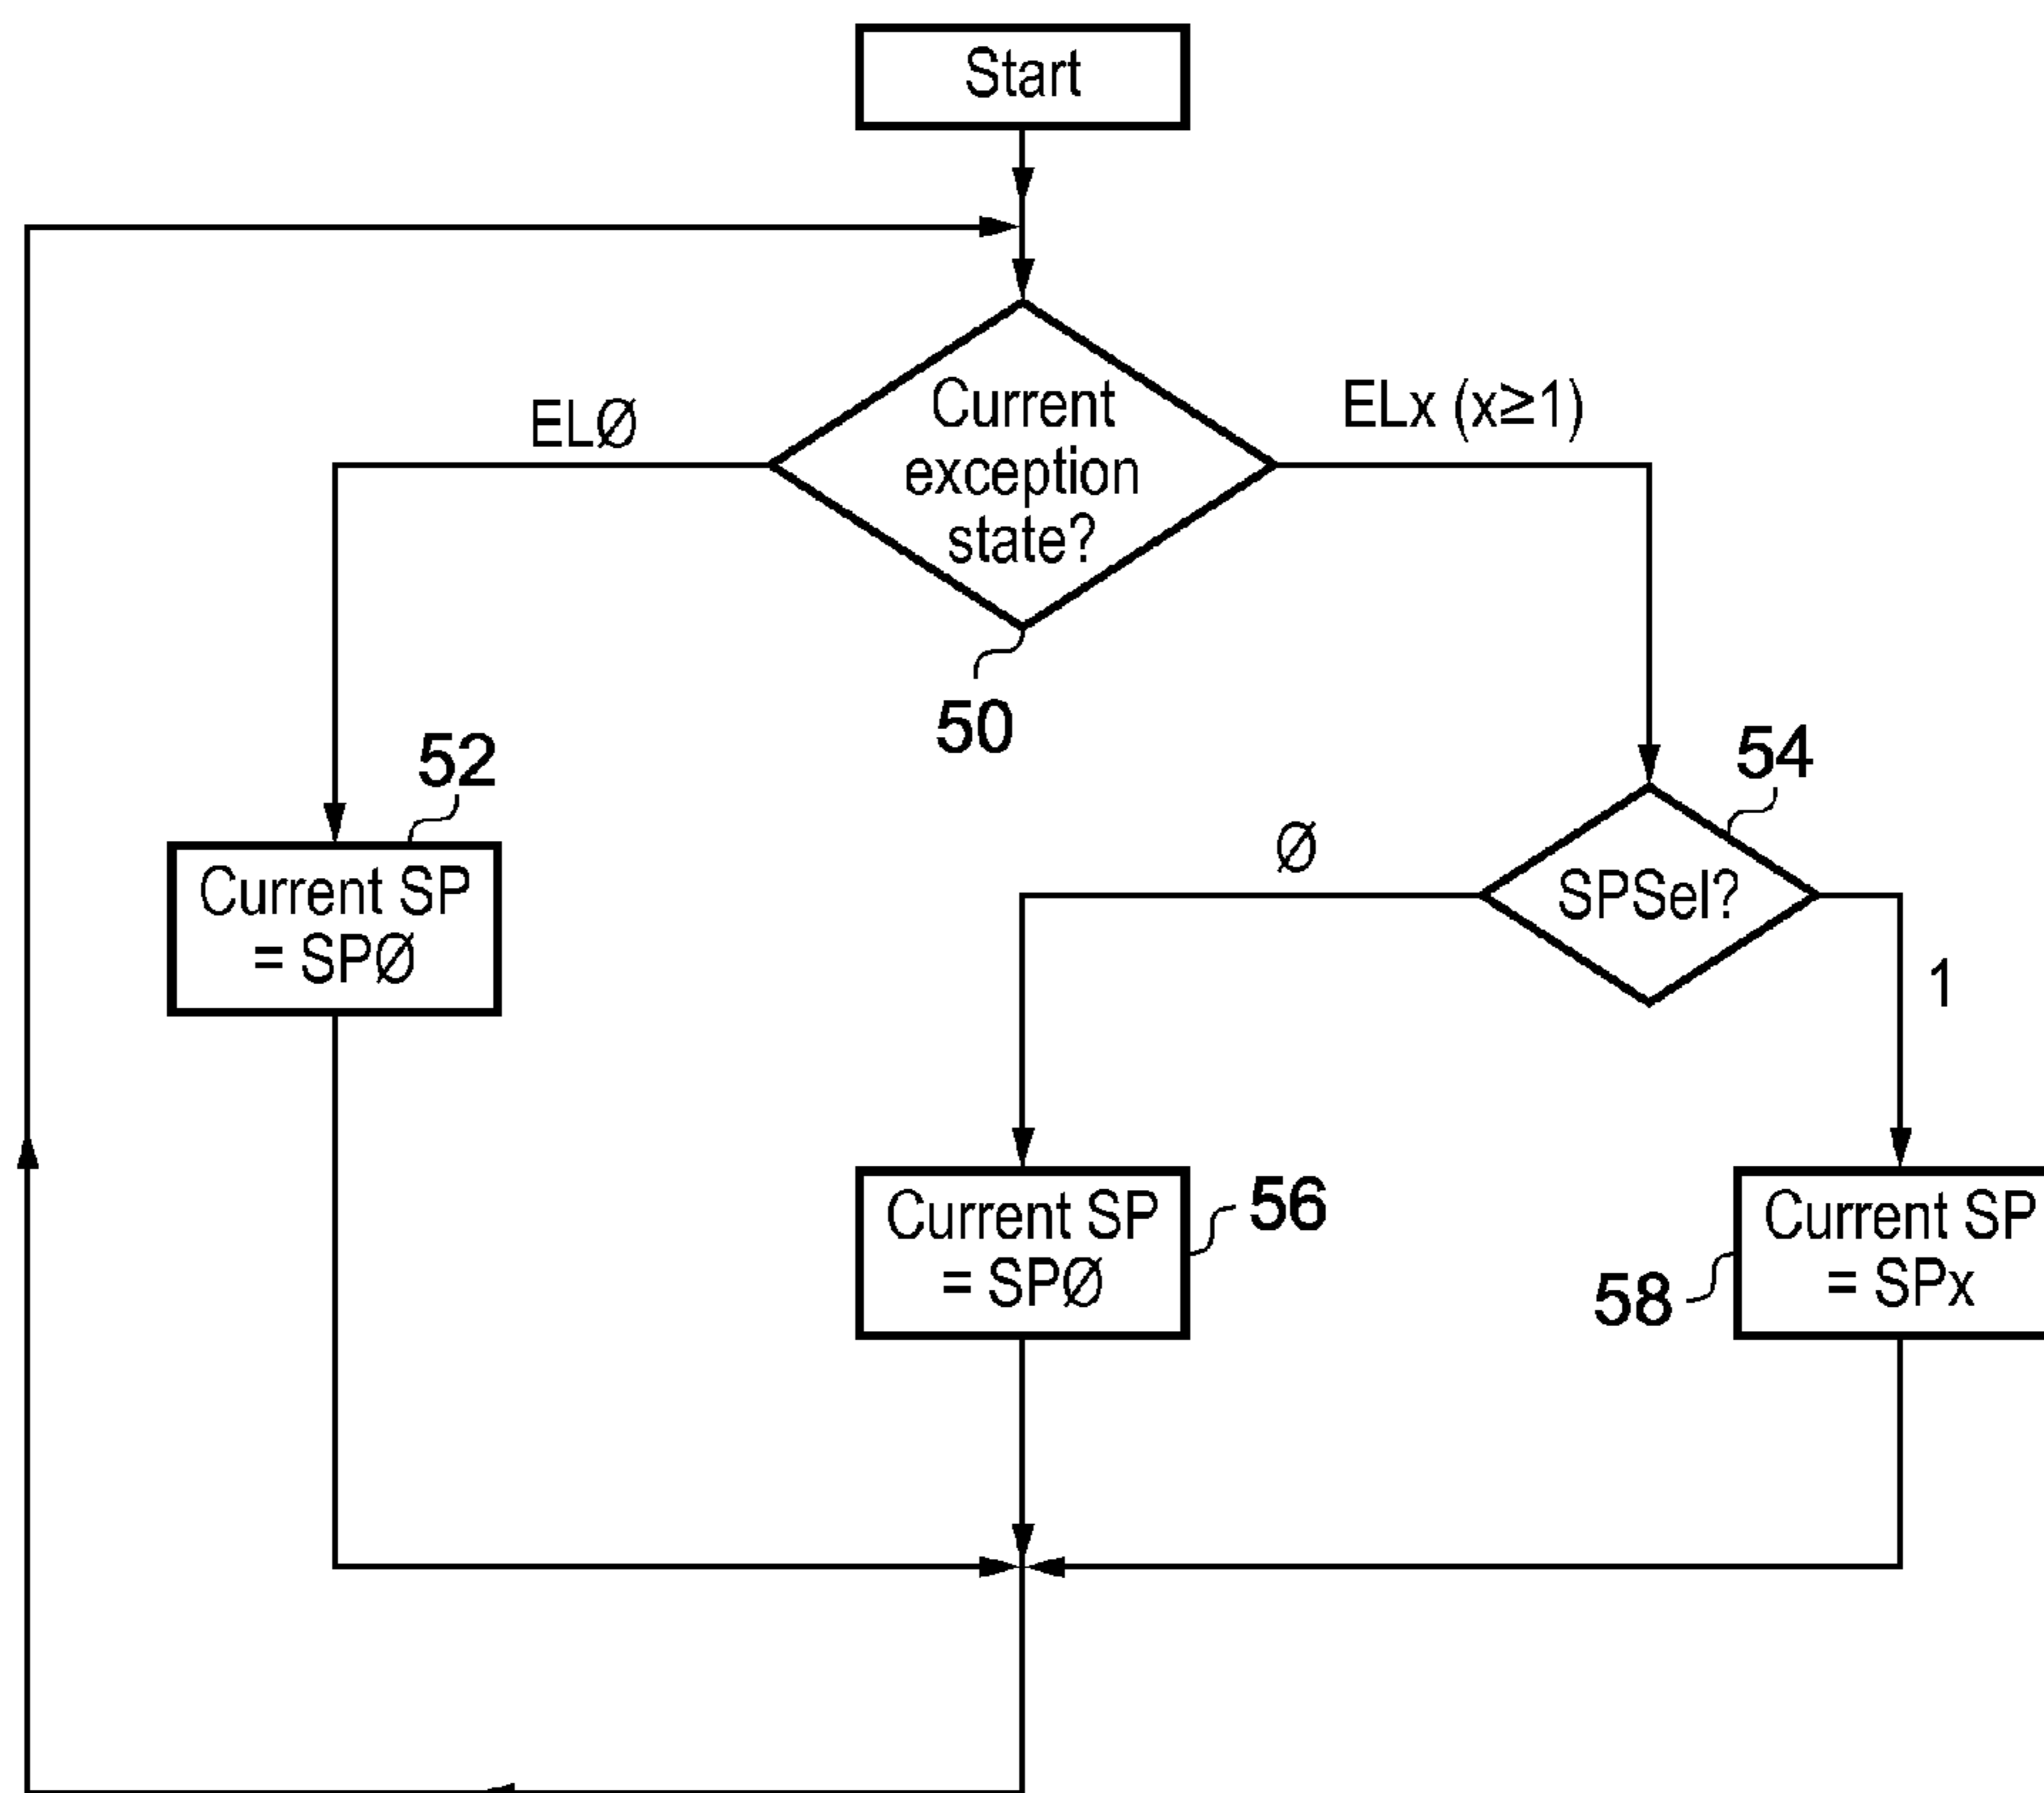 Start
Current
exception
state?
ELØ
ELx (x≥1)
50
52
54
Current SP
= SPØ
SPSel?
Ø
1
Current SP
= SPØ
56
Current SP
= SPx
58